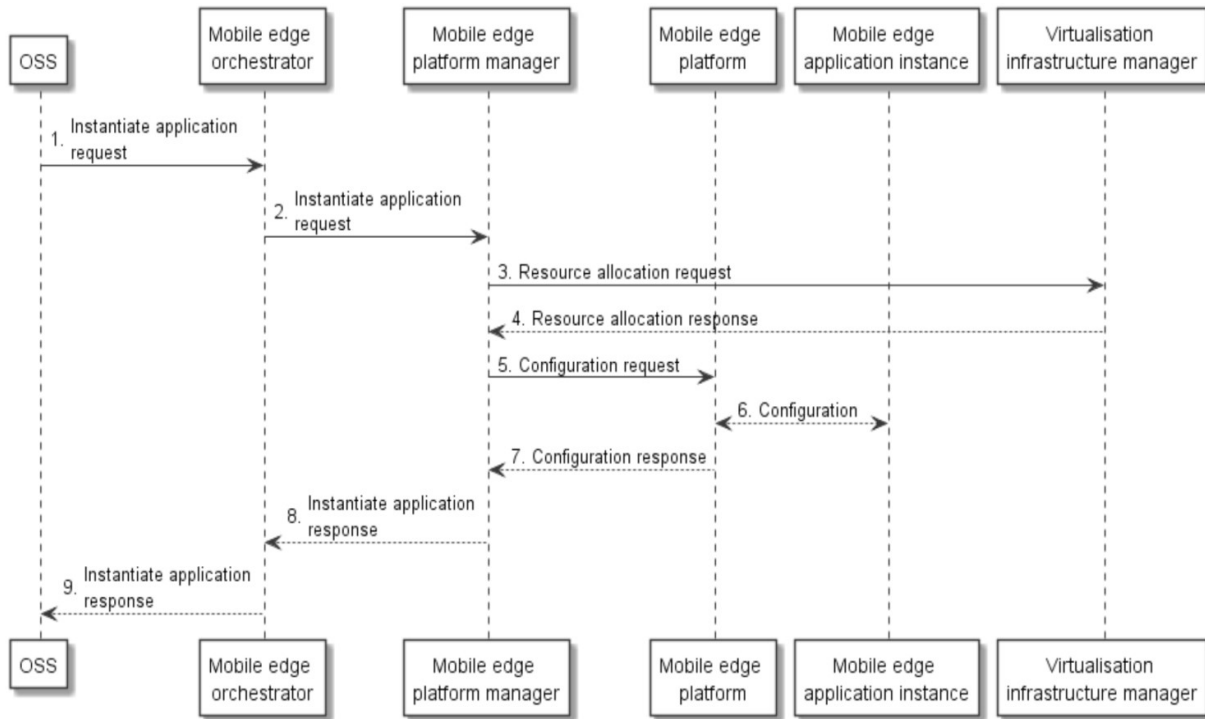 OSS
Mobile edge
orchestrator
Mobile edge
platform manager
Mobile edge
platform
Mobile edge
application instance
Virtualisation
infrastructure manager
1. Instantiate application
request
2. Instantiate application
request
3. Resource allocation request
4. Resource allocation response
5. Configuration request
6. Configuration
7. Configuration response
8. Instantiate application
response
9. Instantiate application
response
OSS
Mobile edge
orchestrator
Mobile edge
platform manager
Mobile edge
platform
Mobile edge
application instance
Virtualisation
infrastructure manager